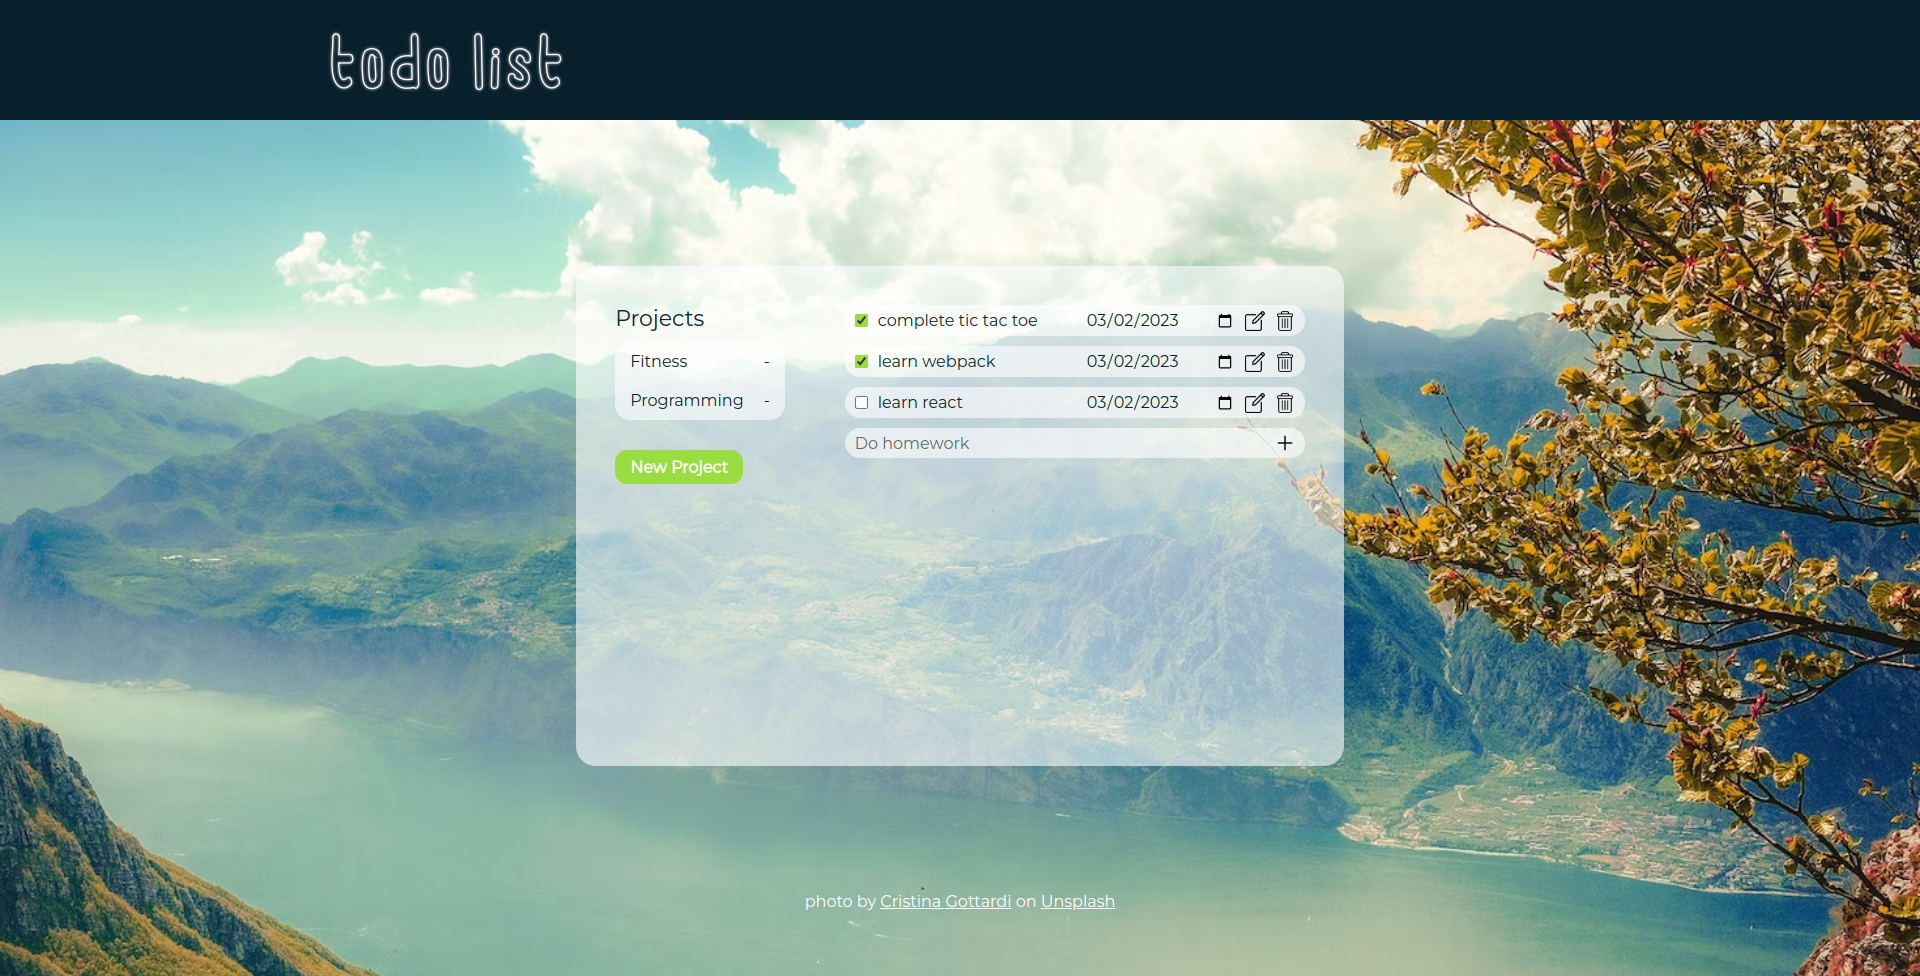 todo list
Projects
Fitness -
Programming -
New Project
complete tic tac toe 03/02/2023
learn webpack 03/02/2023
learn react 03/02/2023
Do homework
photo by Cristina Gottardi on Unsplash